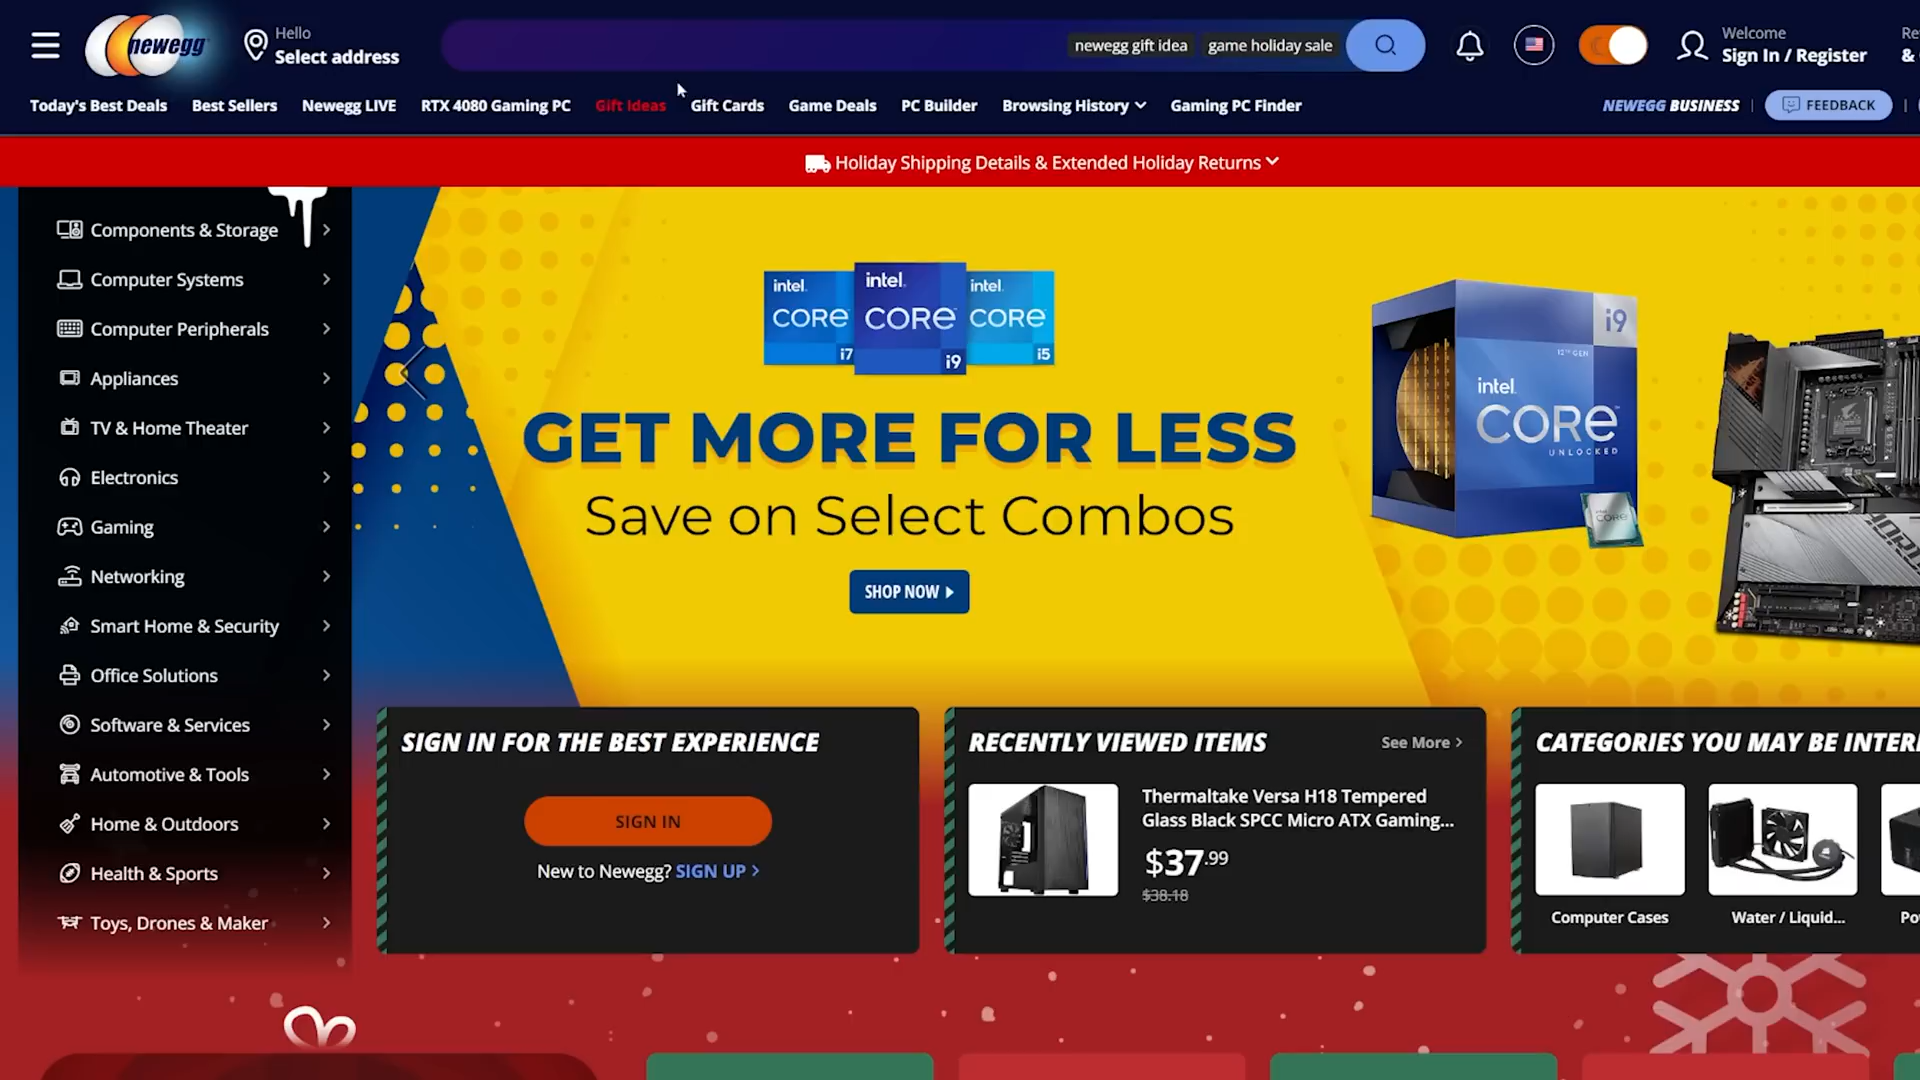 newegg
Hello
Select address
newegg gift idea
game holiday sale
Welcome
Sign In / Register
&
Today's Best Deals
Best Sellers
Newegg LIVE
RTX 4080 Gaming PC
Gift Ideas
Gift Cards
Game Deals
PC Builder
Browsing History
Gaming PC Finder
NEWEGG BUSINESS
FEEDBACK
Holiday Shipping Details & Extended Holiday Returns
Components & Storage
Computer Systems
Computer Peripherals
Appliances
TV & Home Theater
Electronics
Gaming
Networking
Smart Home & Security
Office Solutions
Software & Services
Automotive & Tools
Home & Outdoors
Health & Sports
Toys, Drones & Maker
intel.
CORE
i7
intel.
CORE
i9
intel.
CORE
i5
GET MORE FOR LESS
Save on Select Combos
SHOP NOW
i9
12TH GEN
intel.
CORE
UNLOCKED
CORE
SIGN IN FOR THE BEST EXPERIENCE
SIGN IN
New to Newegg? SIGN UP
RECENTLY VIEWED ITEMS
See More
Thermaltake Versa H18 Tempered
Glass Black SPCC Micro ATX Gaming...
$37.99
$38.18
CATEGORIES YOU MAY BE
Computer Cases
Water / Liquid...